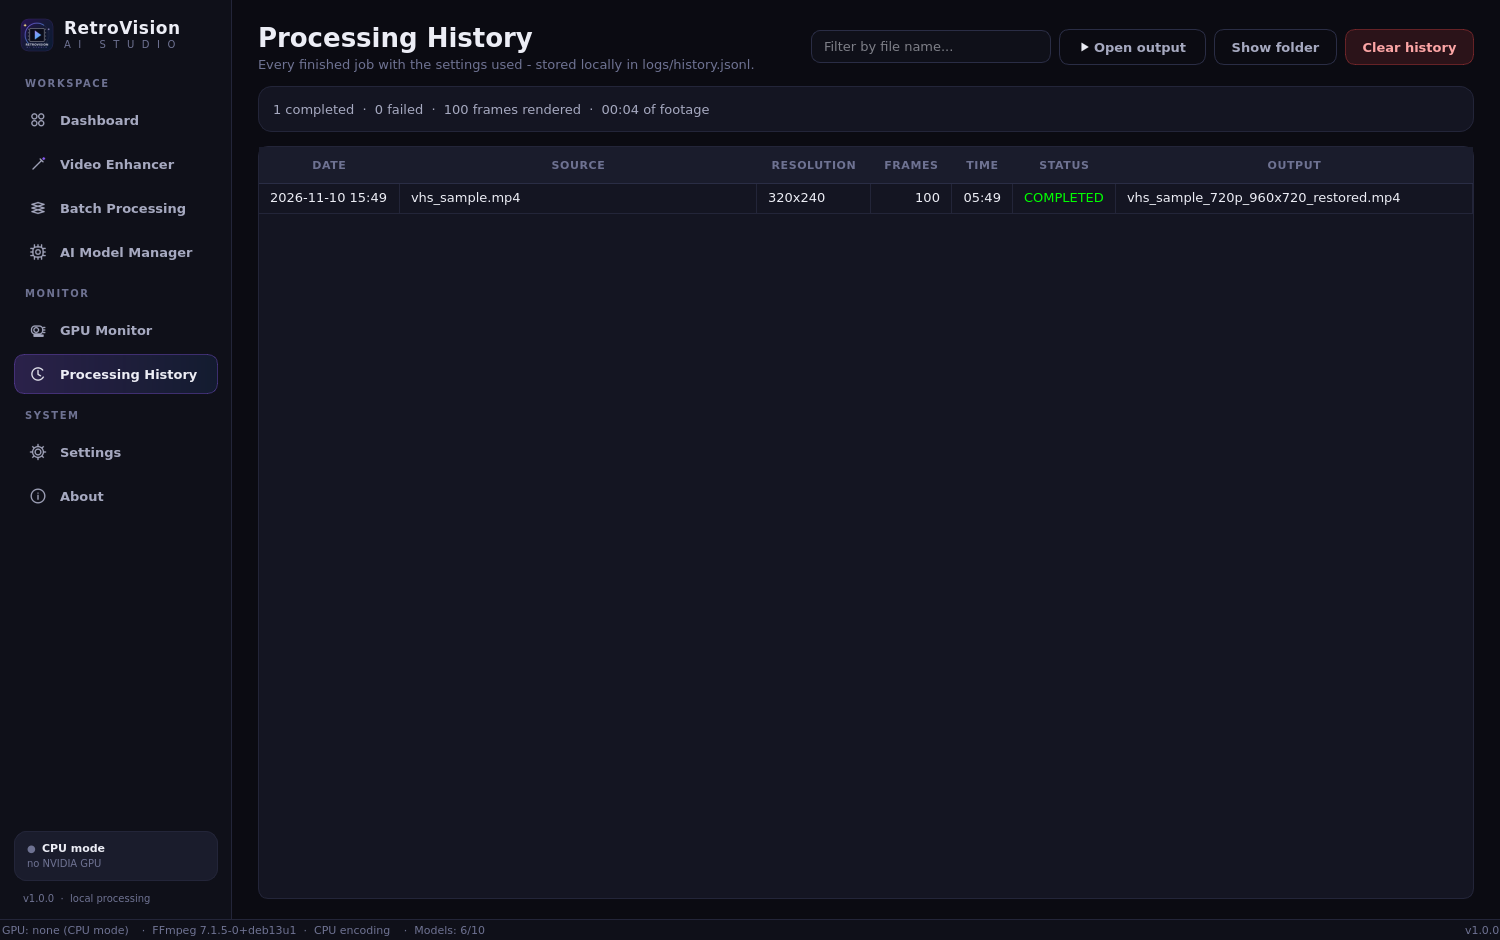 RetroVision
AI STUDIO
WORKSPACE
Dashboard
Video Enhancer
Batch Processing
AI Model Manager
MONITOR
GPU Monitor
Processing History
SYSTEM
Settings
About
CPU mode
no NVIDIA GPU
v1.0.0 · local processing
Processing History
Every finished job with the settings used - stored locally in logs/history.jsonl.
Filter by file name...
Open output
Show folder
Clear history
1 completed · 0 failed · 100 frames rendered · 00:04 of footage
DATE SOURCE RESOLUTION FRAMES TIME STATUS OUTPUT
2026-11-10 15:49 vhs_sample.mp4 320x240 100 05:49 COMPLETED vhs_sample_720p_960x720_restored.mp4
GPU: none (CPU mode) · FFmpeg 7.1.5-0+deb13u1 · CPU encoding · Models: 6/10
v1.0.0